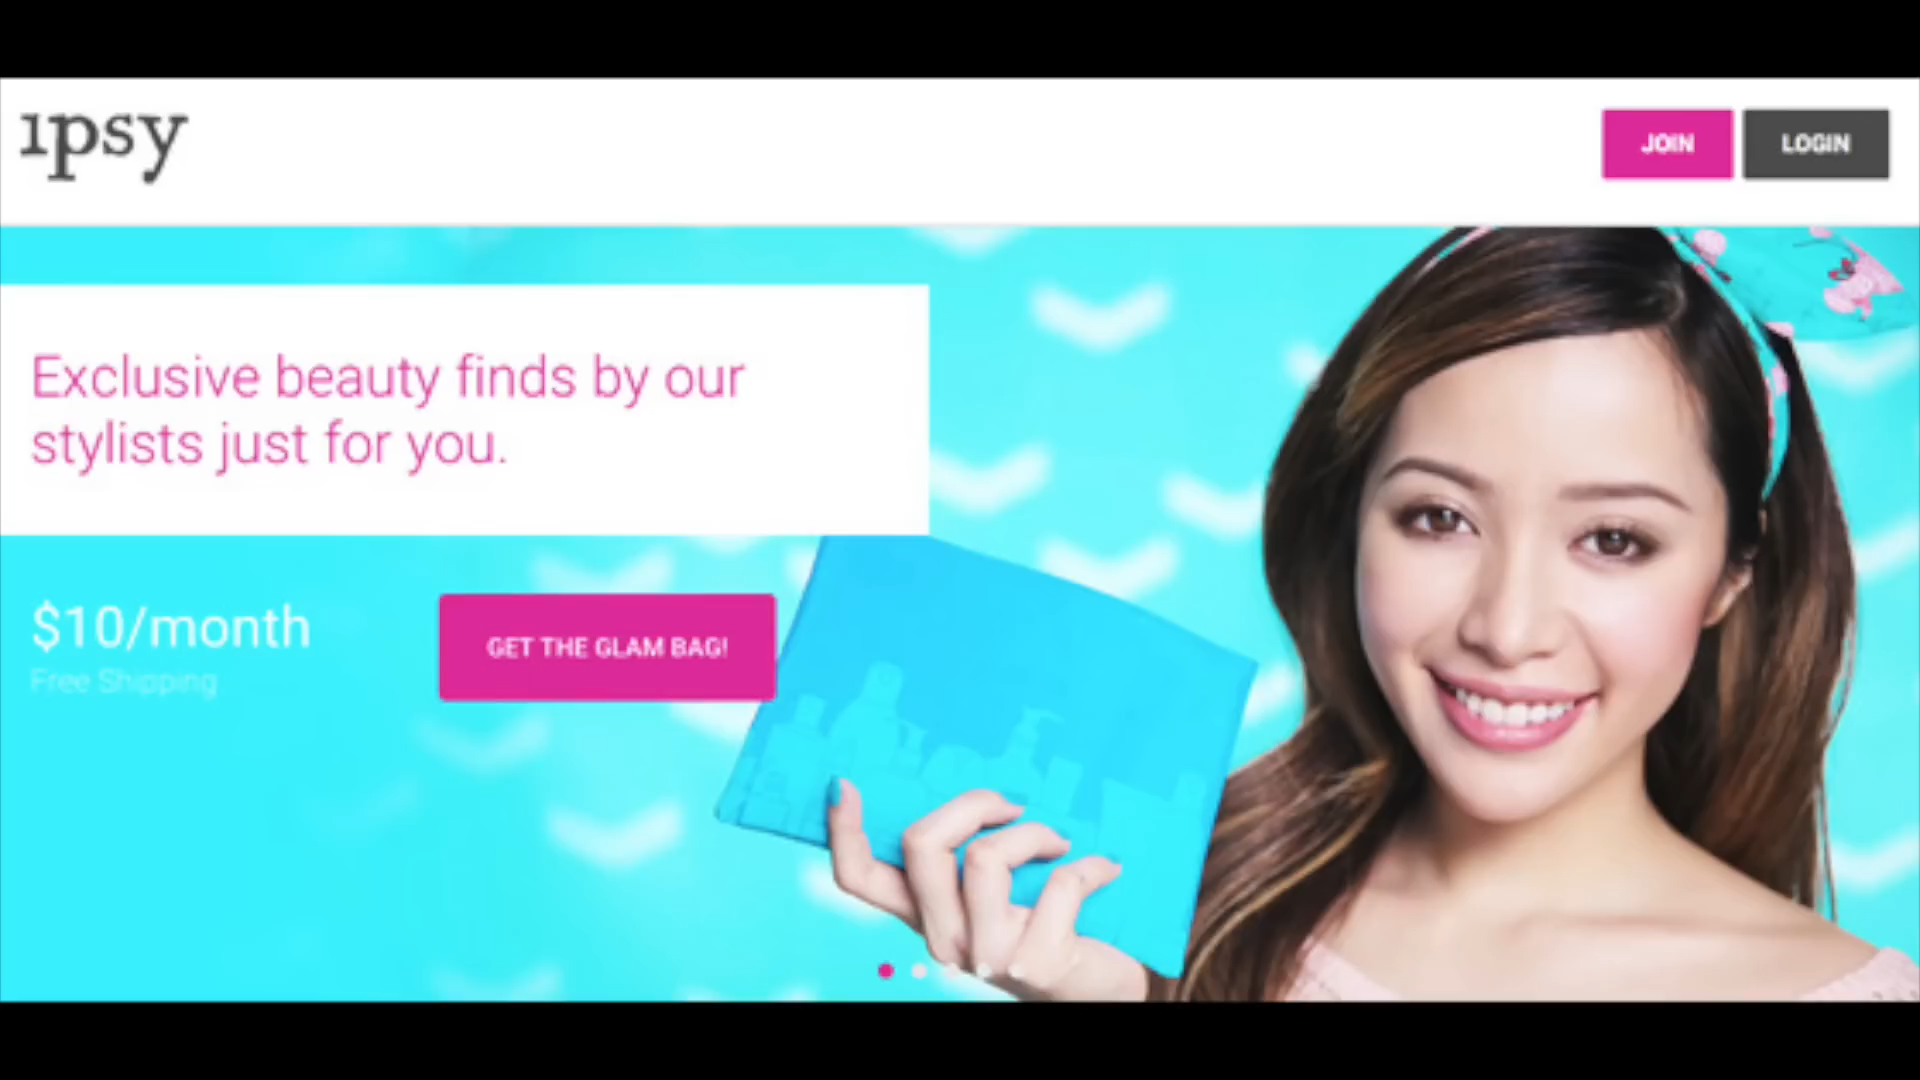 ipsy
JOIN
LOGIN
Exclusive beauty finds by our
stylists just for you.
$10/month
Free Shipping
GET THE GLAM BAG!